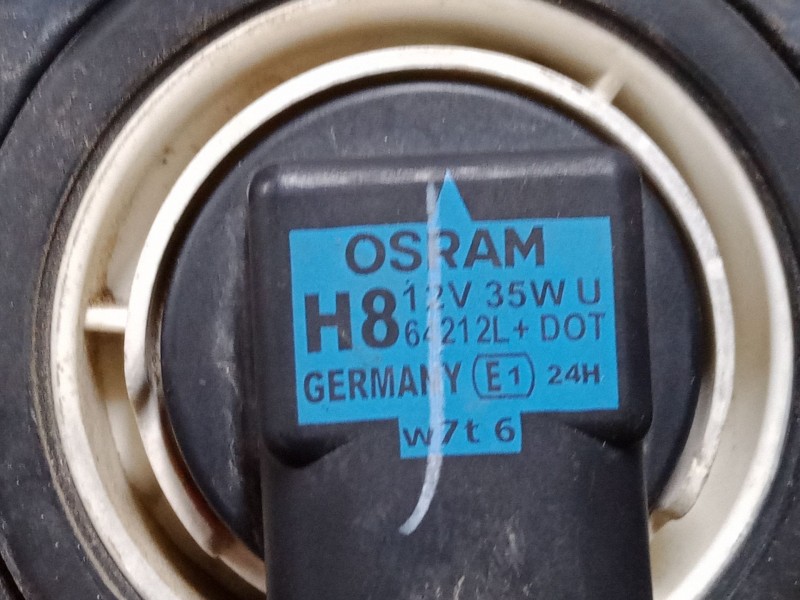 OSRAM
H8 12V 35W U
64212L+ DOT
GERMANY E1 24H
w7t 6